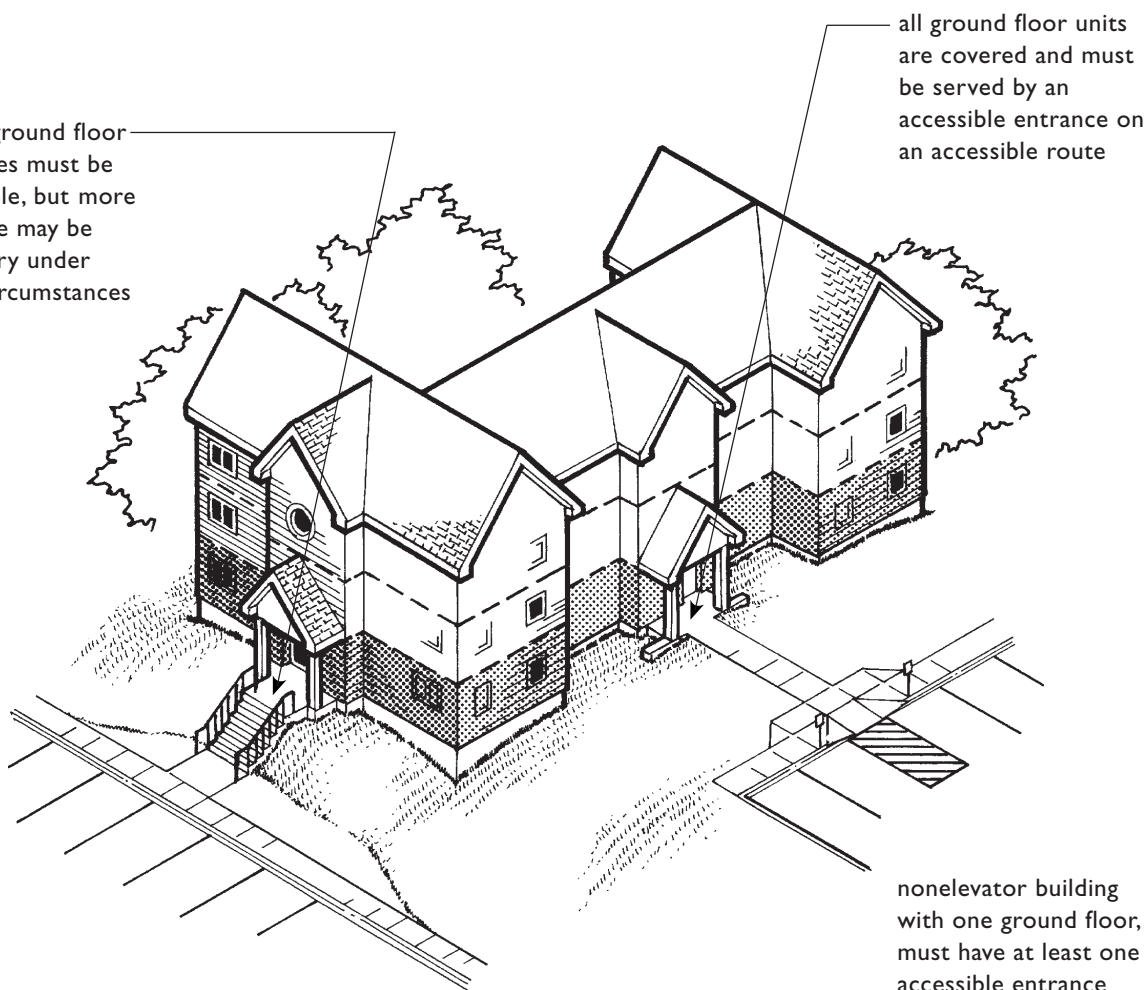 ground floor
es must be
le, but more
e may be
ry under
ircumstances
all ground floor units
are covered and must
be served by an
accessible entrance on
an accessible route
nonelevator building
with one ground floor,
must have at least one
accessible entrance